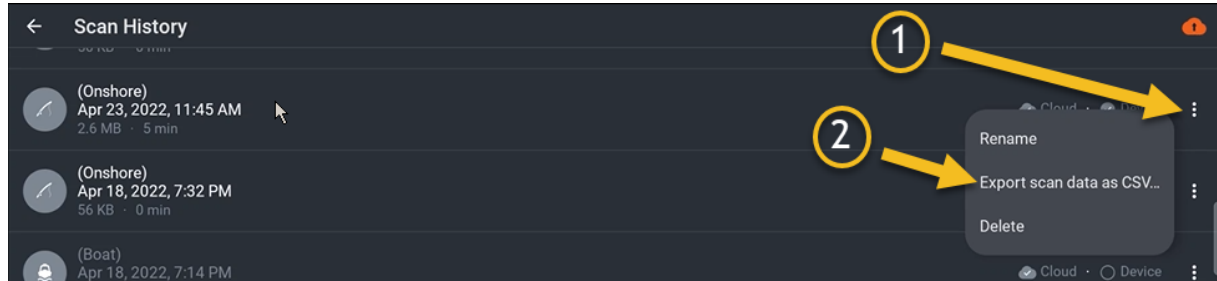 Scan History
1
(Onshore)
Apr 23, 2022, 11:45 AM
2.6 MB · 5 min
Cloud ·
2
Rename
Export scan data as CSV...
Delete
(Onshore)
Apr 18, 2022, 7:32 PM
56 KB · 0 min
(Boat)
Apr 18, 2022, 7:14 PM
Cloud · Device